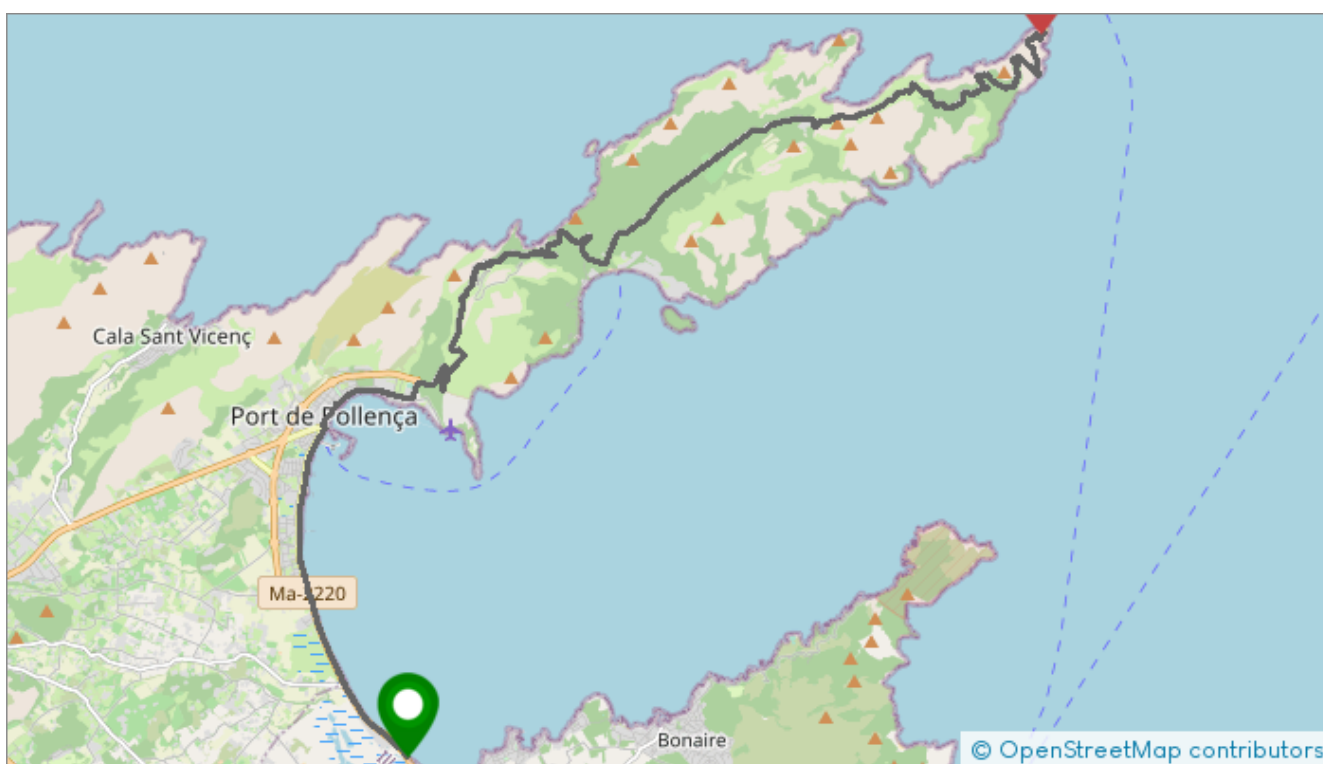 Cala Sant Vicenç
Port de Pollença
Ma-2220
Bonaire
© OpenStreetMap contributors